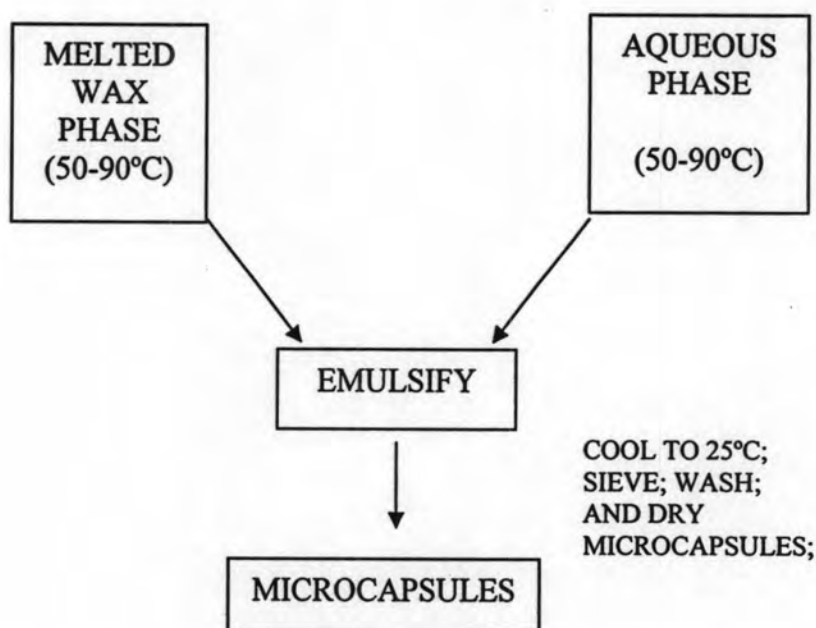 MELTED
WAX
PHASE
(50-90ºC)
AQUEOUS
PHASE
(50-90ºC)
EMULSIFY
COOL TO 25ºC;
SIEVE; WASH;
AND DRY
MICROCAPSULES;
MICROCAPSULES